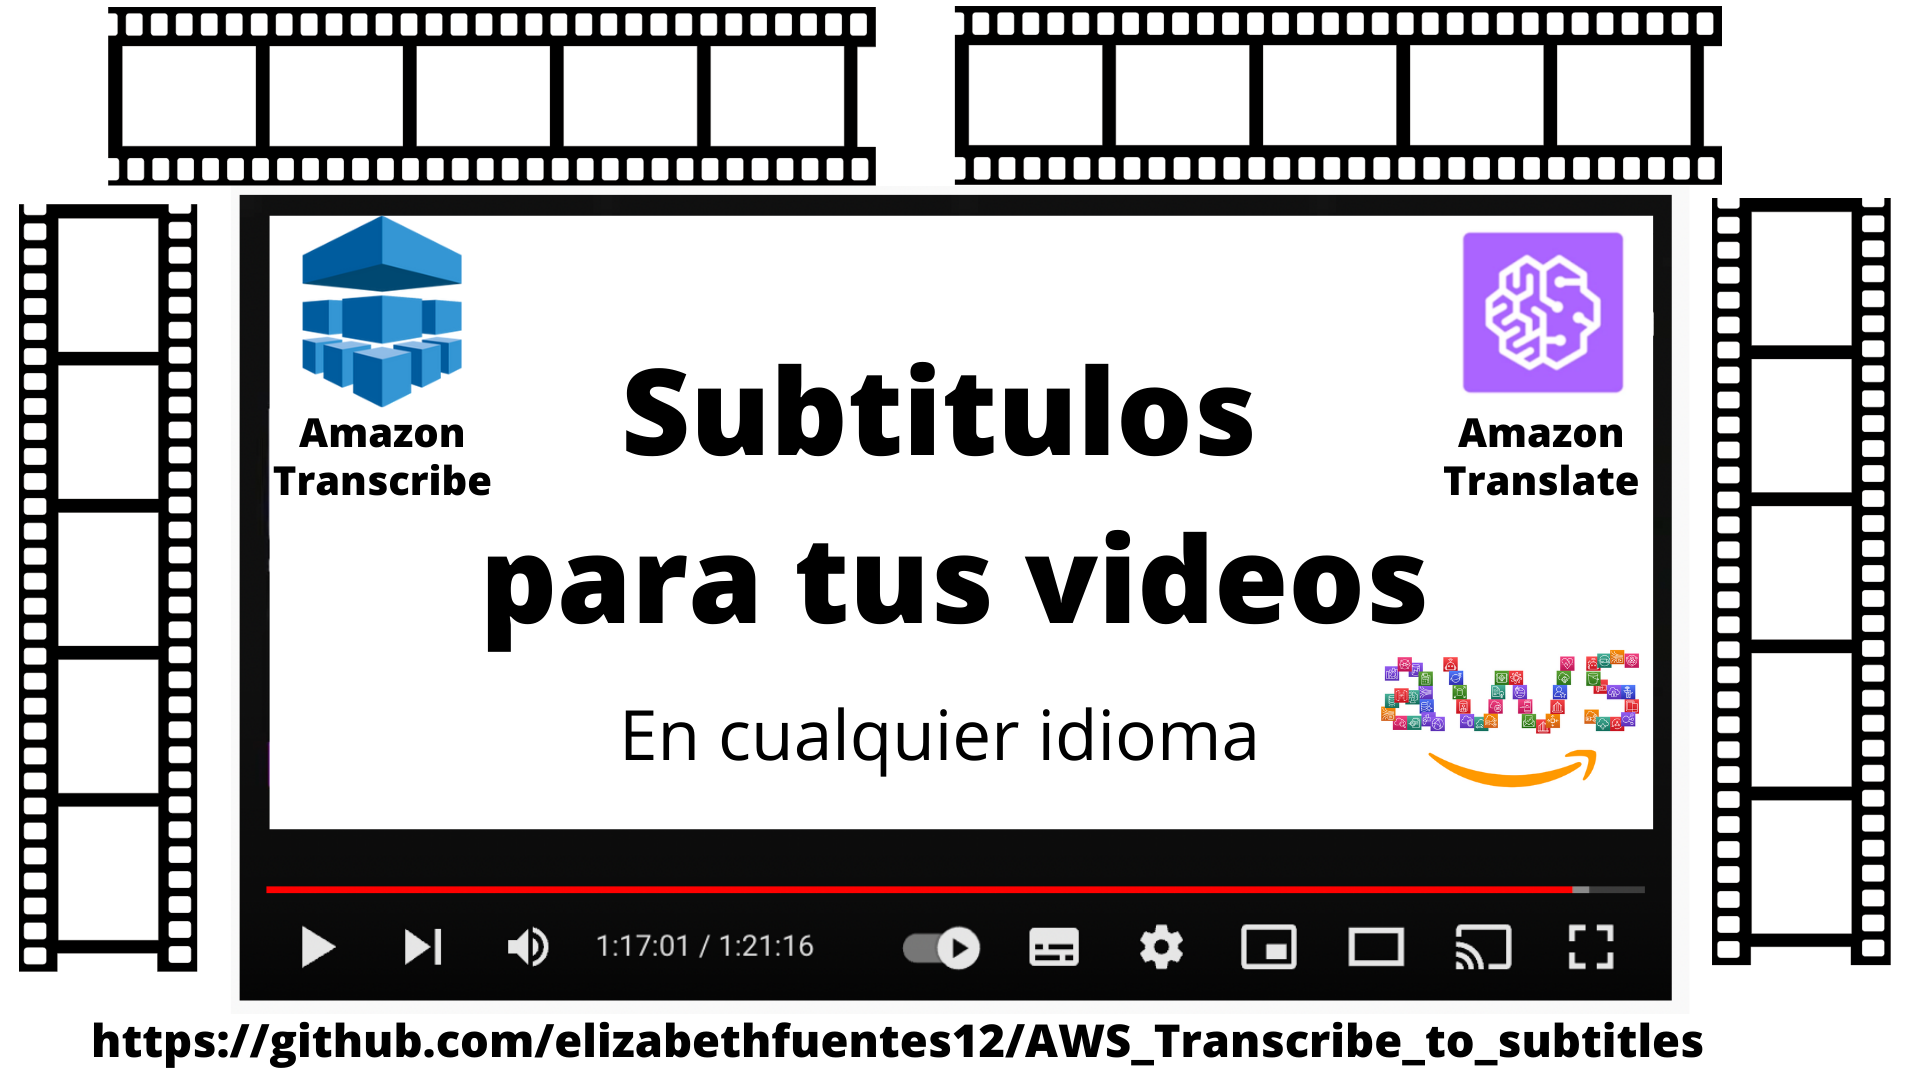 Amazon
Transcribe
Amazon
Translate
Subtitulos
para tus videos
En cualquier idioma
aws
1:17:01 / 1:21:16
https://github.com/elizabethfuentes12/AWS_Transcribe_to_subtitles